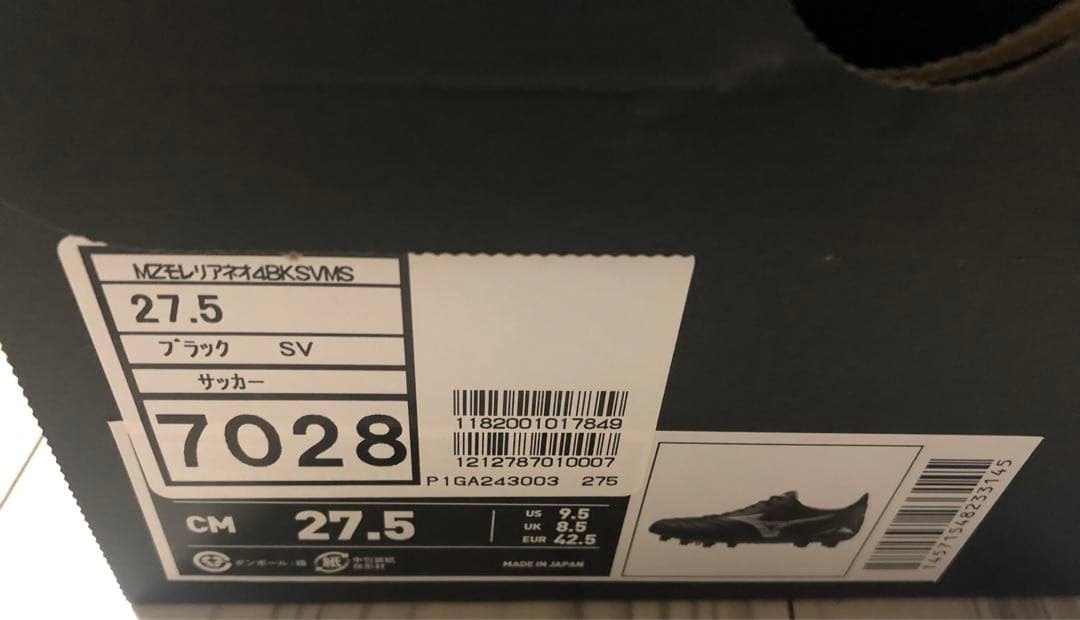 MZモレリアネオ4BKSVMS
27.5
ブラック SV
サッカー
7028
1182001017849
1212787010007
P1GA243003 275
CM 27.5
US 9.5
UK 8.5
EUR 42.5
ダンボール:箱
MADE IN JAPAN